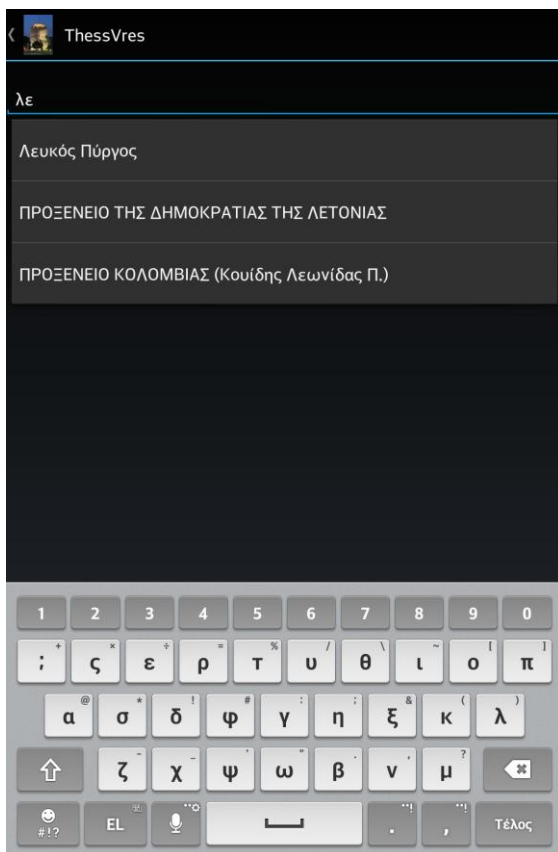 ThessVres
λε
Λευκός Πύργος
ΠΡΟΞΕΝΕΙΟ ΤΗΣ ΔΗΜΟΚΡΑΤΙΑΣ ΤΗΣ ΛΕΤΟΝΙΑΣ
ΠΡΟΞΕΝΕΙΟ ΚΟΛΟΜΒΙΑΣ (Κουίδης Λεωνίδας Π.)
1 2 3 4 5 6 7 8 9 0
; + ς × ε ÷ ρ = τ % υ / θ \ ι ~ ο [ π ]
α @ σ * δ ! φ # γ : η ; ξ & κ ( λ )
ζ - χ _ ψ ' ω " β . ν , μ ?
#!? EL . , Τέλος